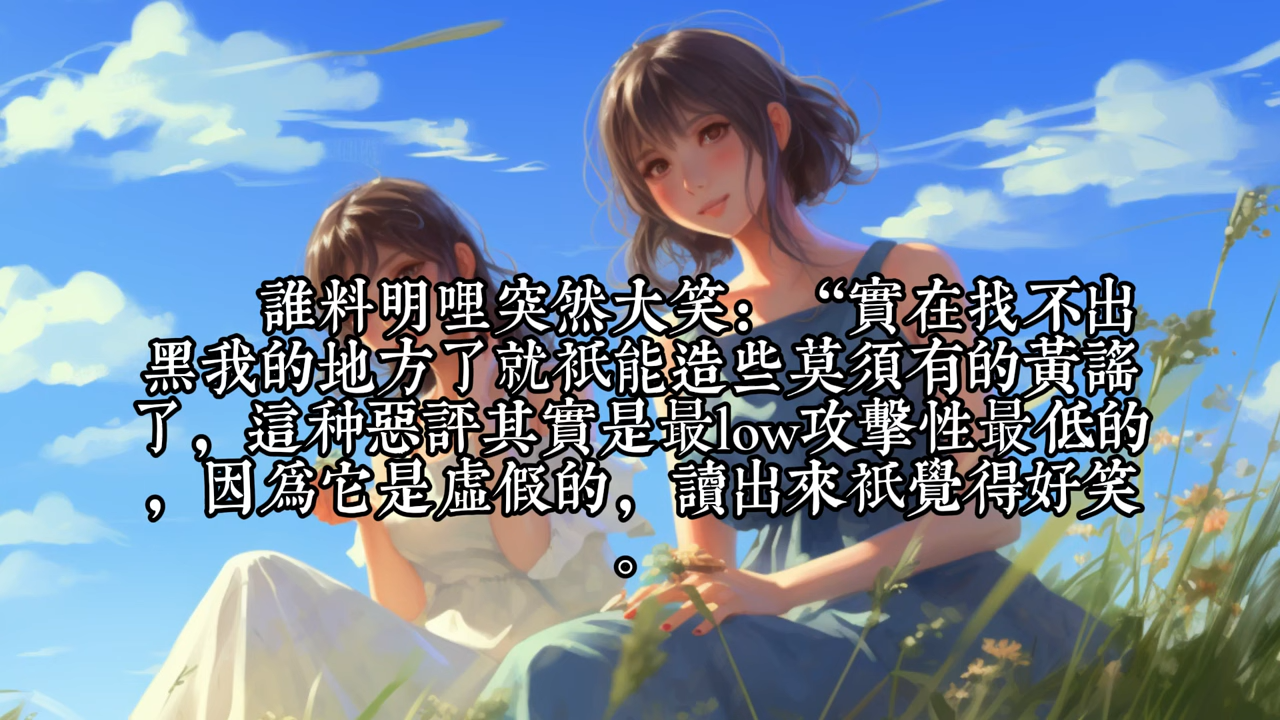 誰料明哩突然大笑：“實在找不出
黑我的地方了就祇能造些莫須有的黃謠
了，這种惡評其實是最low攻擊性最低的
，因爲它是虛假的，讀出來祇覺得好笑
。